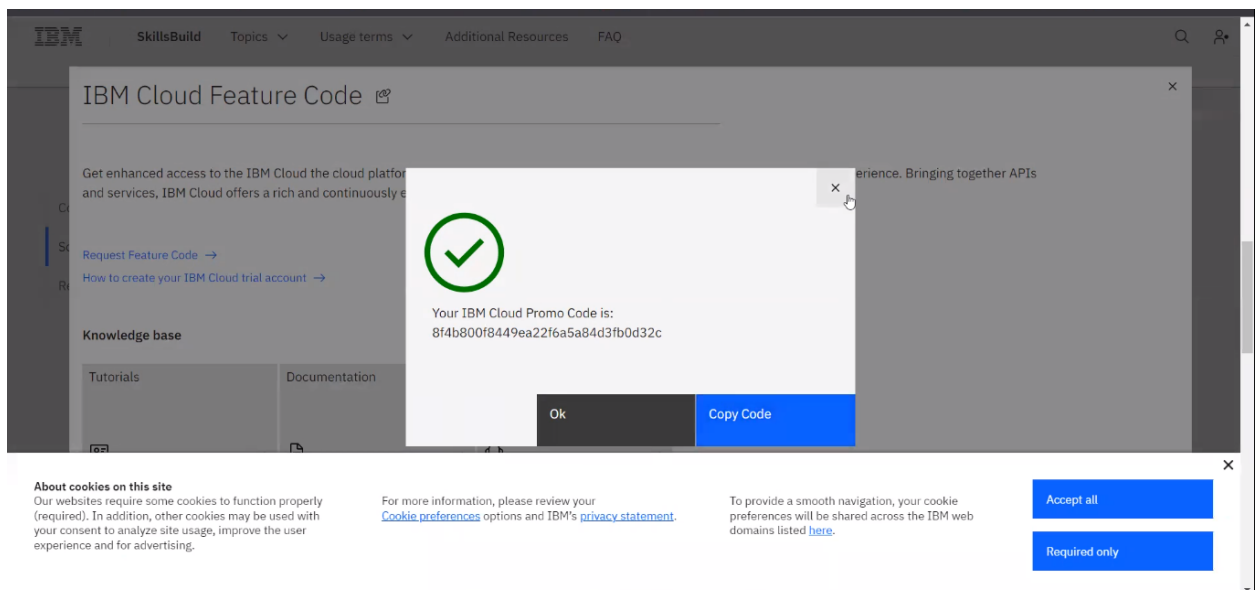 IBM
SkillsBuild Topics Usage terms Additional Resources FAQ
IBM Cloud Feature Code
Get enhanced access to the IBM Cloud the cloud platfor
erience. Bringing together APIs
and services, IBM Cloud offers a rich and continuously e
Request Feature Code →
How to create your IBM Cloud trial account →
Knowledge base
Tutorials
Documentation
Your IBM Cloud Promo Code is:
8f4b800f8449ea22f6a5a84d3fb0d32c
Ok
Copy Code
About cookies on this site
Our websites require some cookies to function properly
(required). In addition, other cookies may be used with
your consent to analyze site usage, improve the user
experience and for advertising.
For more information, please review your
Cookie preferences options and IBM's privacy statement.
To provide a smooth navigation, your cookie
preferences will be shared across the IBM web
domains listed here.
Accept all
Required only